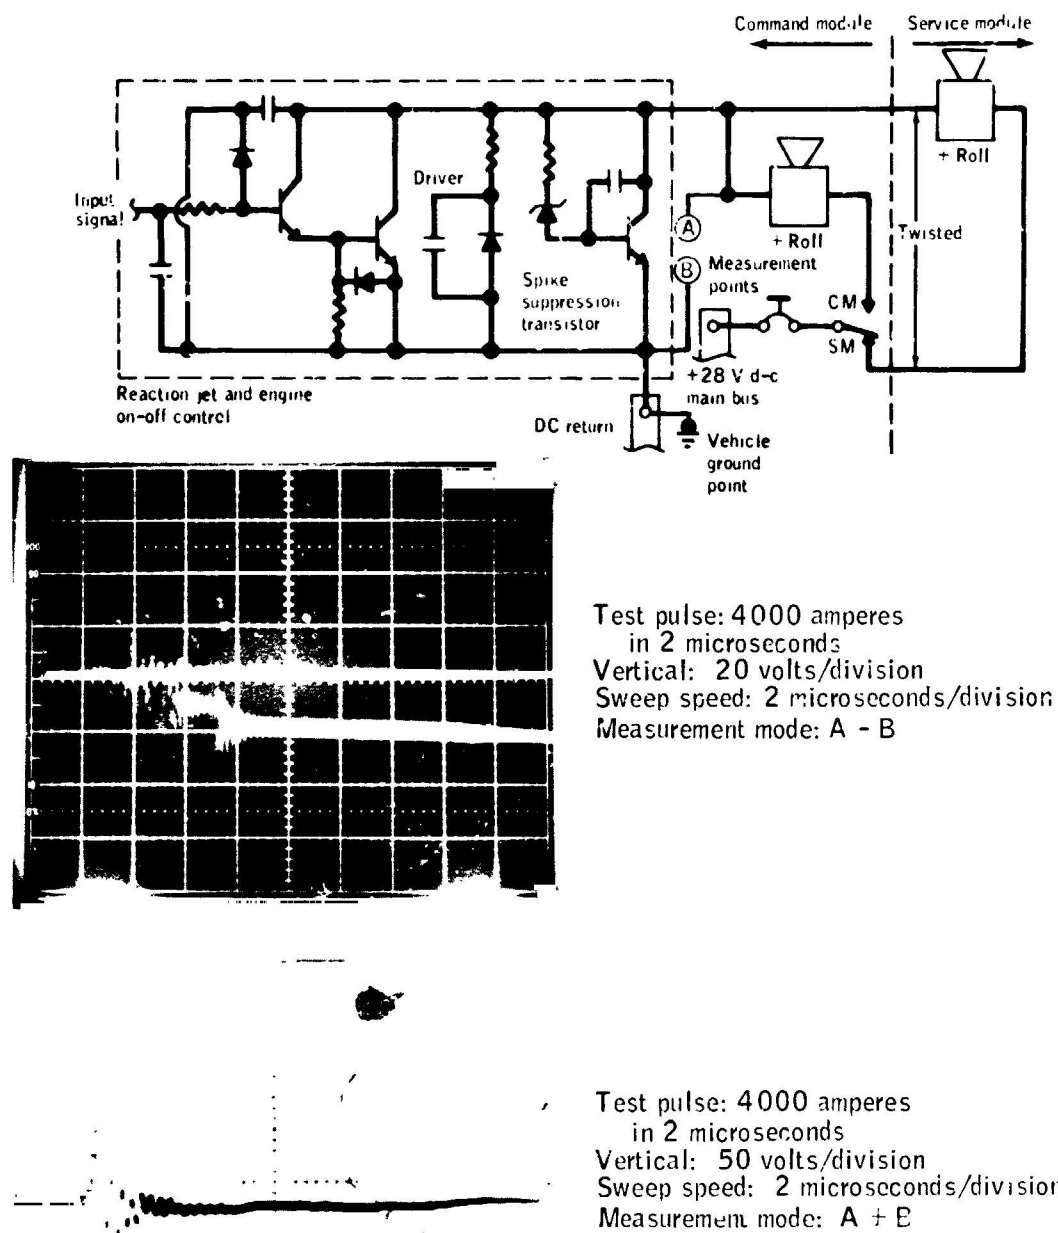 Command module
Service module
+ Roll
Input
signal
Driver
A
+ Roll
Twisted
B
Measurement
points
Spike
suppression
transistor
CM
SM
+28 V d-c
main bus
Reaction jet and engine
on-off control
DC return
Vehicle
ground
point
100
90
Test pulse: 4000 amperes
in 2 microseconds
Vertical: 20 volts/division
Sweep speed: 2 microseconds/division
Measurement mode: A - B
Test pulse: 4000 amperes
in 2 microseconds
Vertical: 50 volts/division
Sweep speed: 2 microseconds/division
Measurement mode: A + B